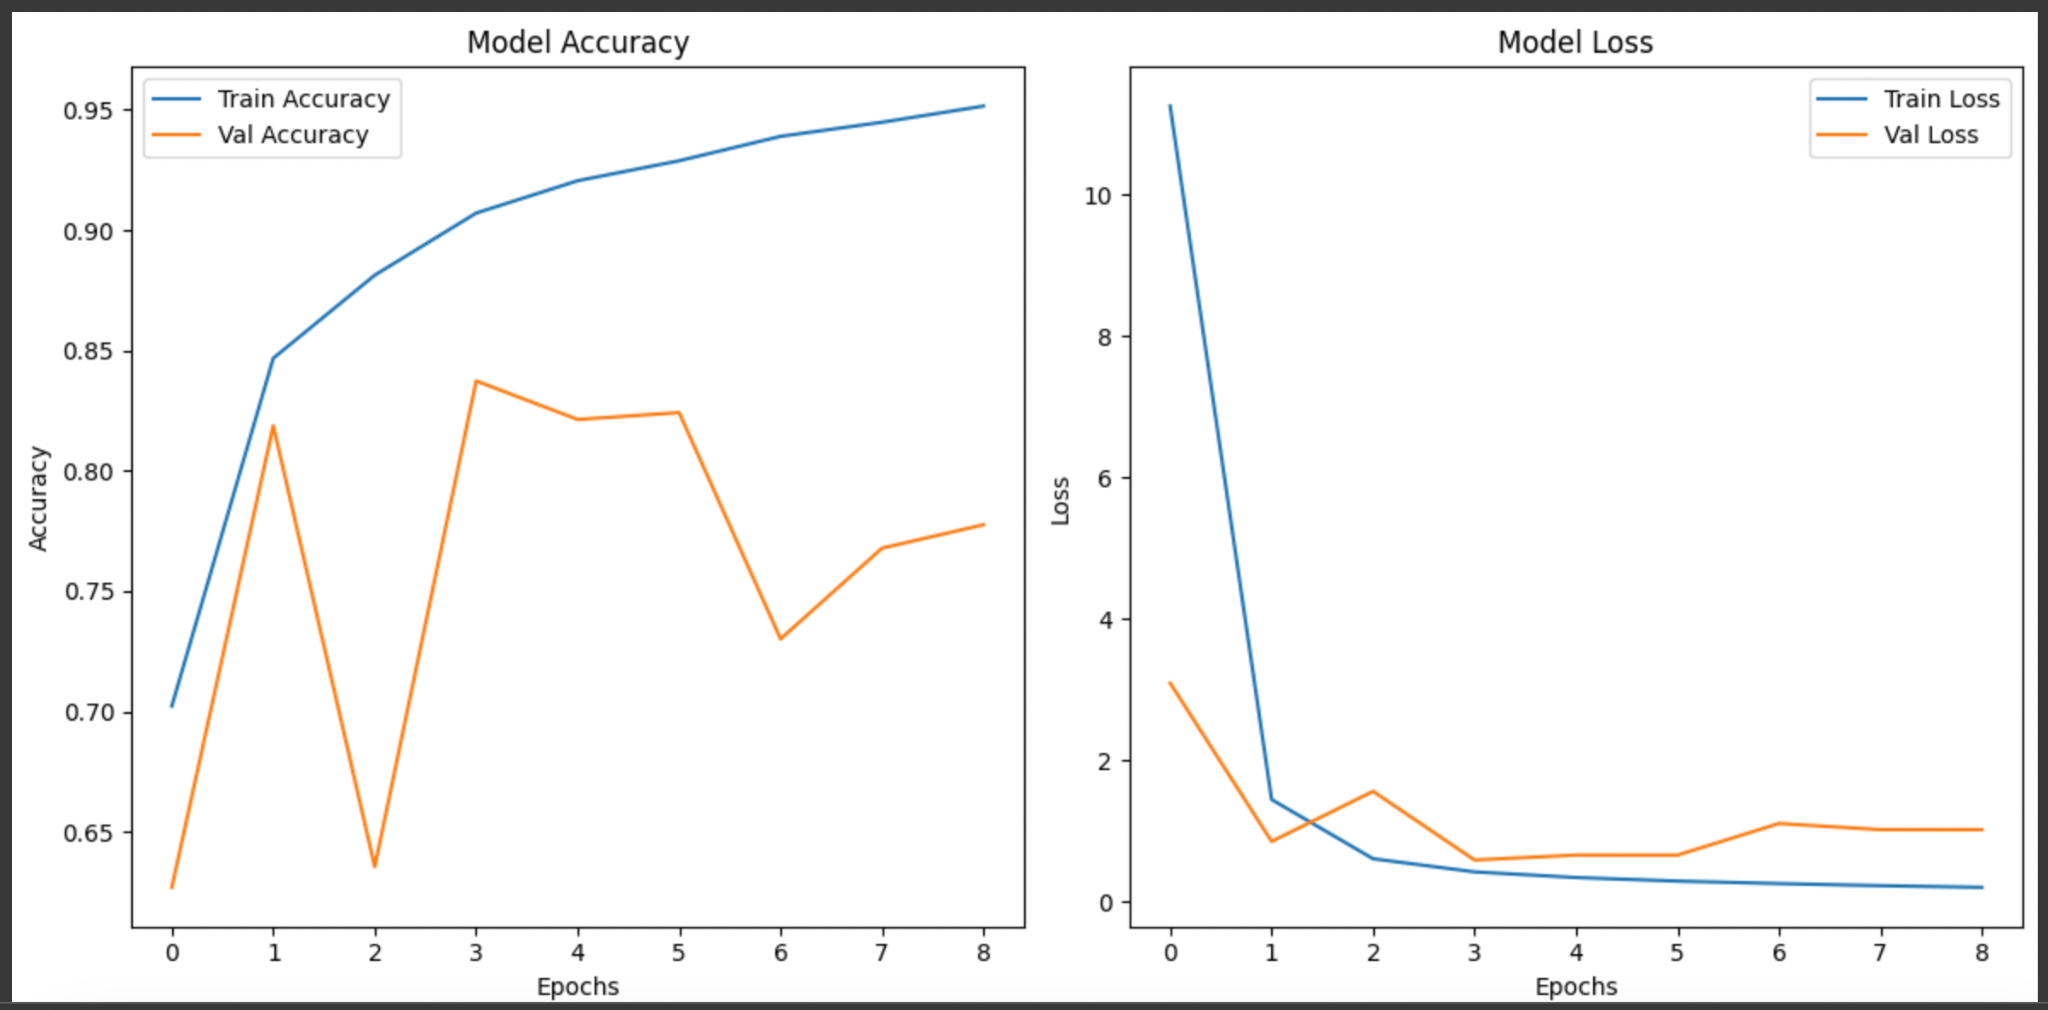 Model Accuracy
Train Accuracy
Val Accuracy
0.95
0.90
0.85
0.80
0.75
0.70
0.65
Accuracy
0 1 2 3 4 5 6 7 8
Epochs
Model Loss
Train Loss
Val Loss
10
8
6
4
2
0
Loss
0 1 2 3 4 5 6 7 8
Epochs